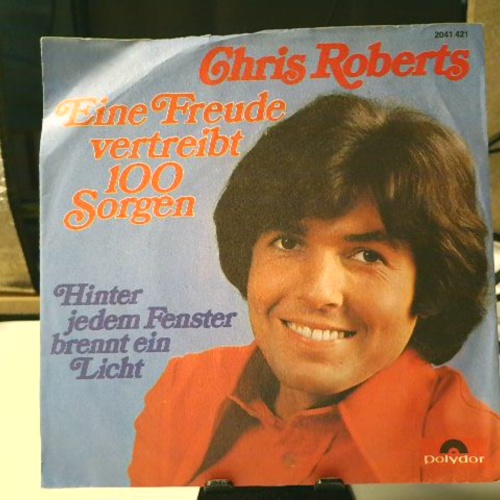 2041 421
Chris Roberts
Eine Freude
vertreibt
100
Sorgen
Hinter
jedem Fenster
brennt ein
Licht
polydor